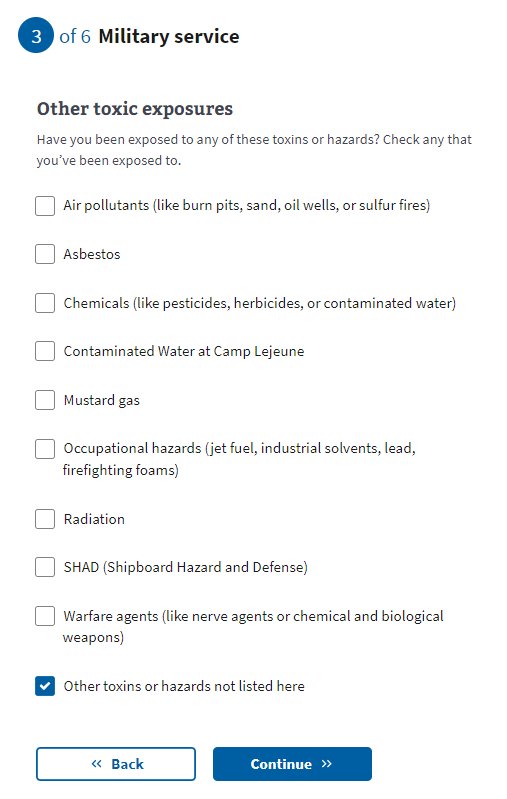 3 of 6 Military service
Other toxic exposures
Have you been exposed to any of these toxins or hazards? Check any that
you’ve been exposed to.
Air pollutants (like burn pits, sand, oil wells, or sulfur fires)
Asbestos
Chemicals (like pesticides, herbicides, or contaminated water)
Contaminated Water at Camp Lejeune
Mustard gas
Occupational hazards (jet fuel, industrial solvents, lead,
firefighting foams)
Radiation
SHAD (Shipboard Hazard and Defense)
Warfare agents (like nerve agents or chemical and biological
weapons)
Other toxins or hazards not listed here
« Back
Continue »